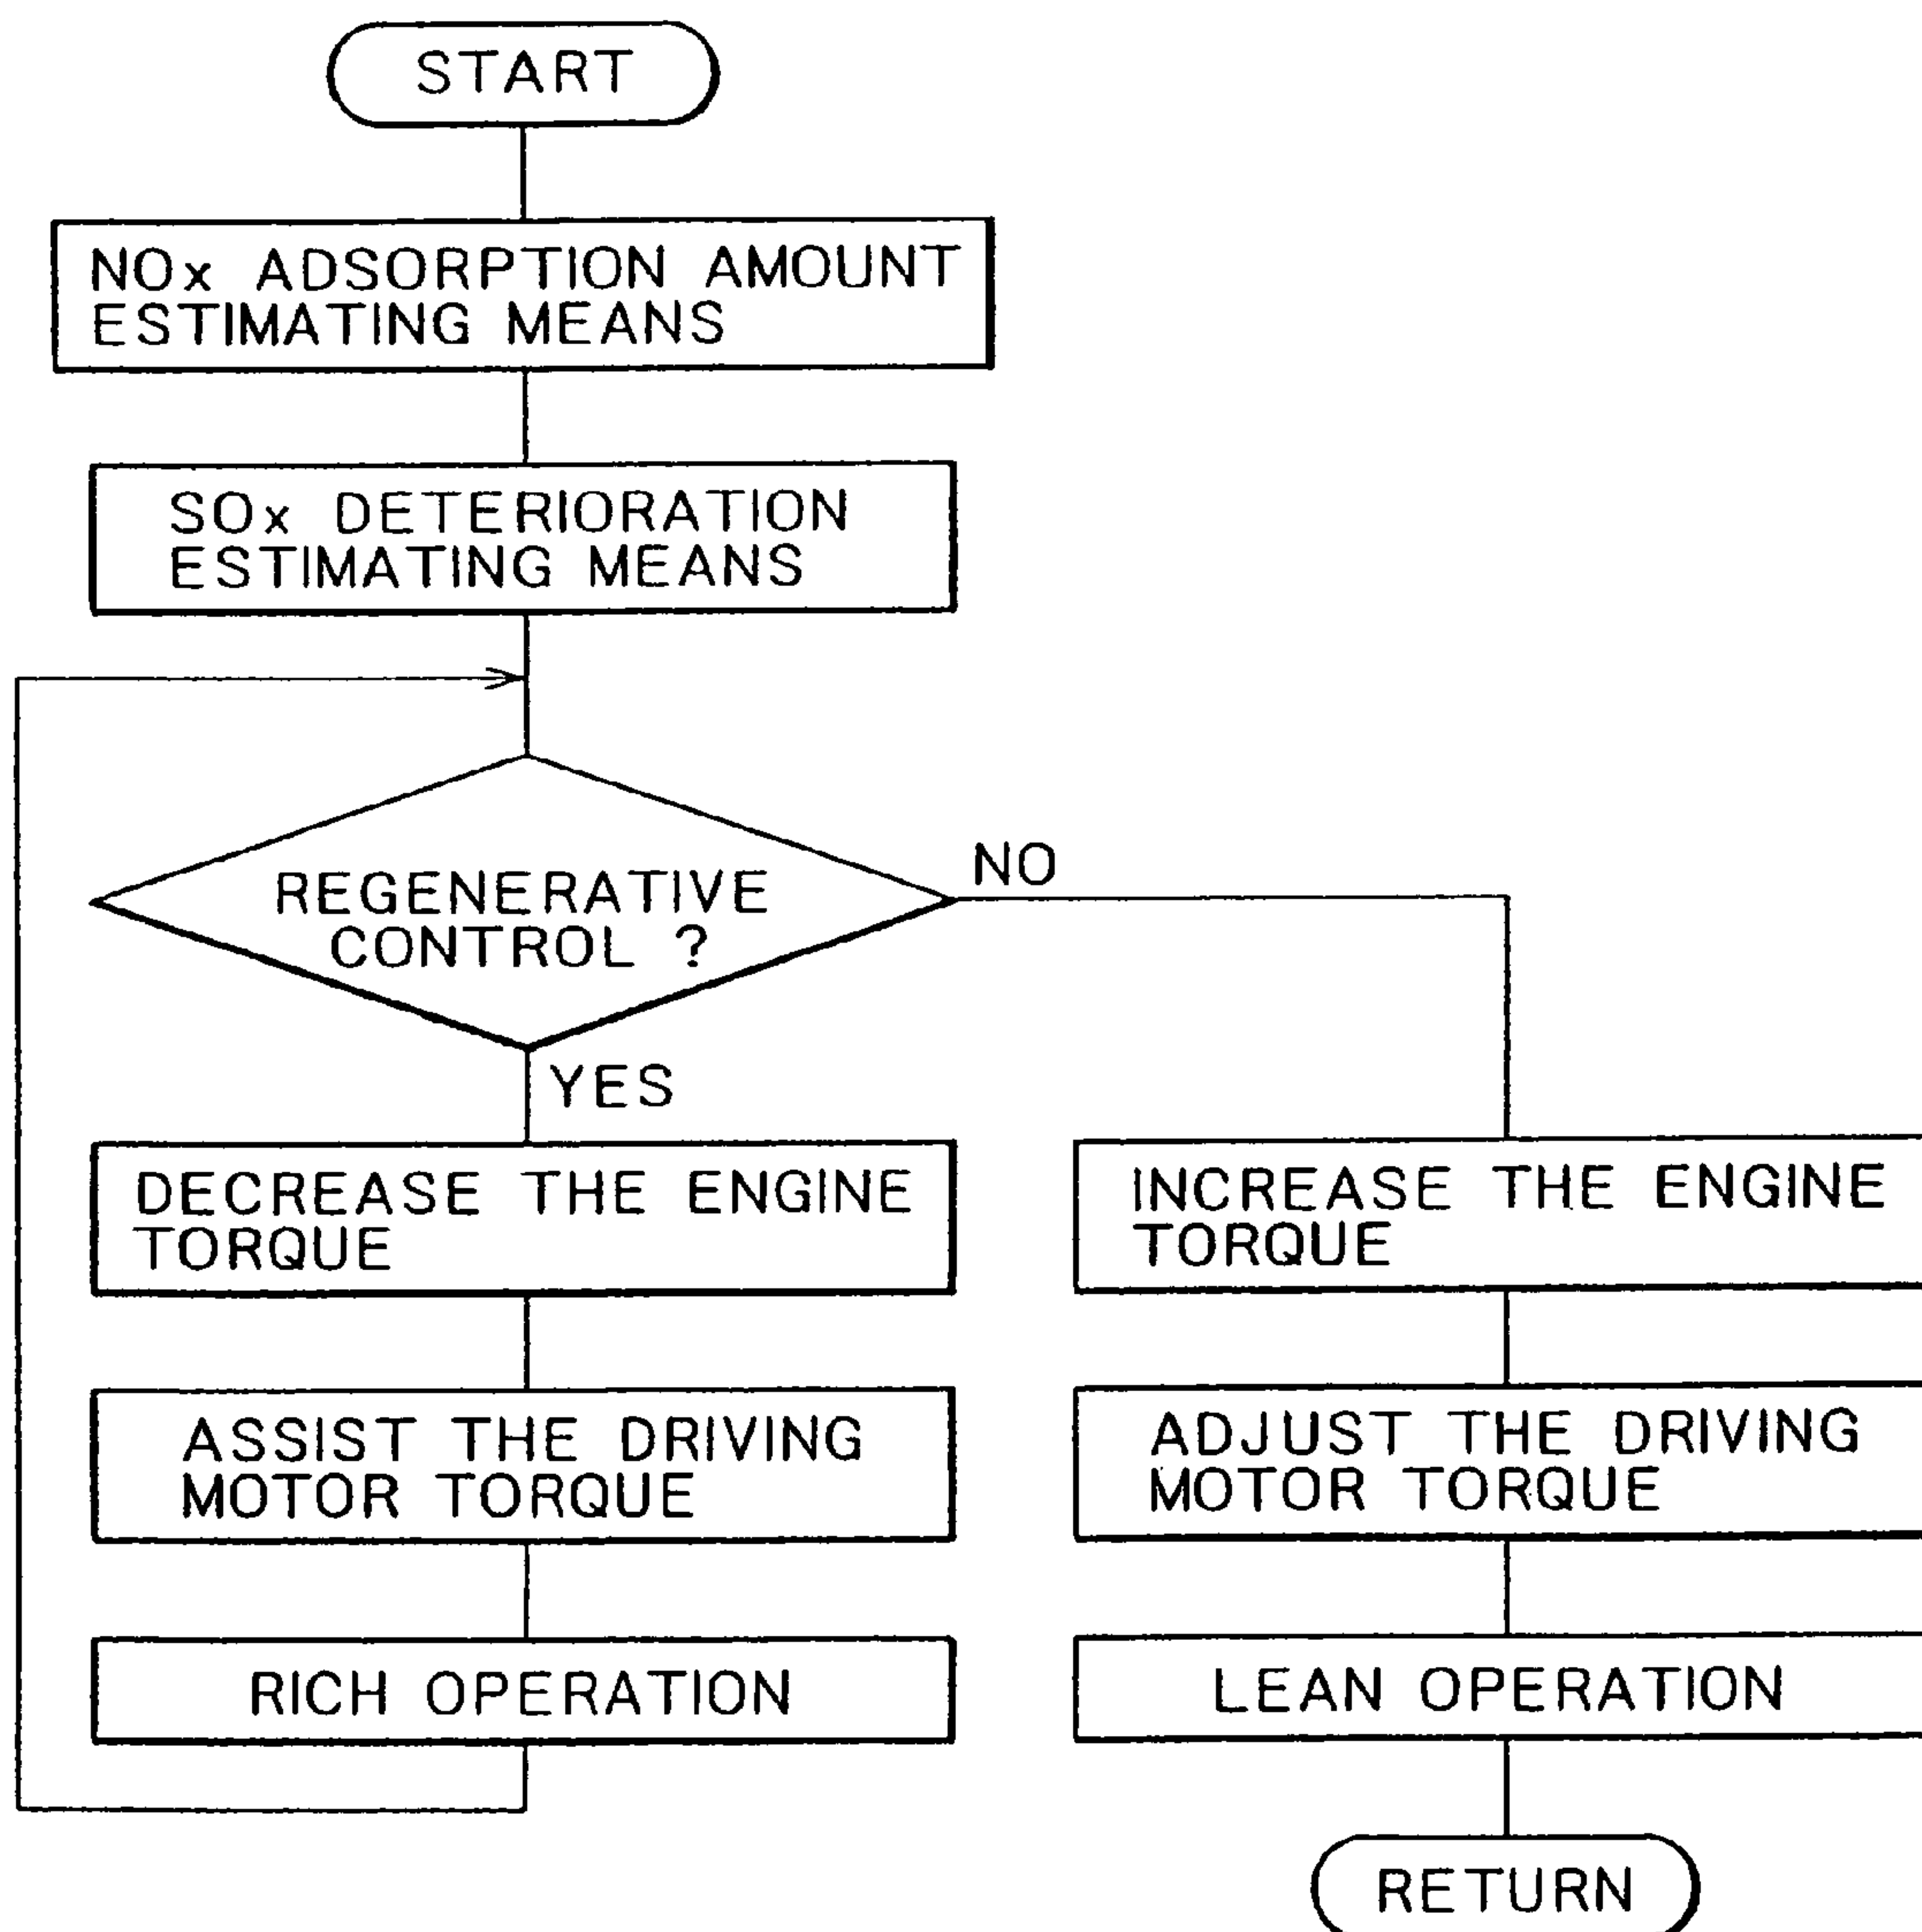 START
NOx ADSORPTION AMOUNT
ESTIMATING MEANS
SOx DETERIORATION
ESTIMATING MEANS
REGENERATIVE
CONTROL ?
NO
YES
DECREASE THE ENGINE
TORQUE
ASSIST THE DRIVING
MOTOR TORQUE
RICH OPERATION
INCREASE THE ENGINE
TORQUE
ADJUST THE DRIVING
MOTOR TORQUE
LEAN OPERATION
RETURN